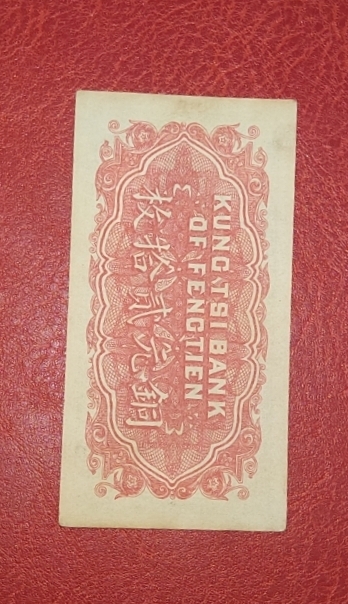 KUNG TSI BANK
OF FENGTIEN
銅元貳拾枚